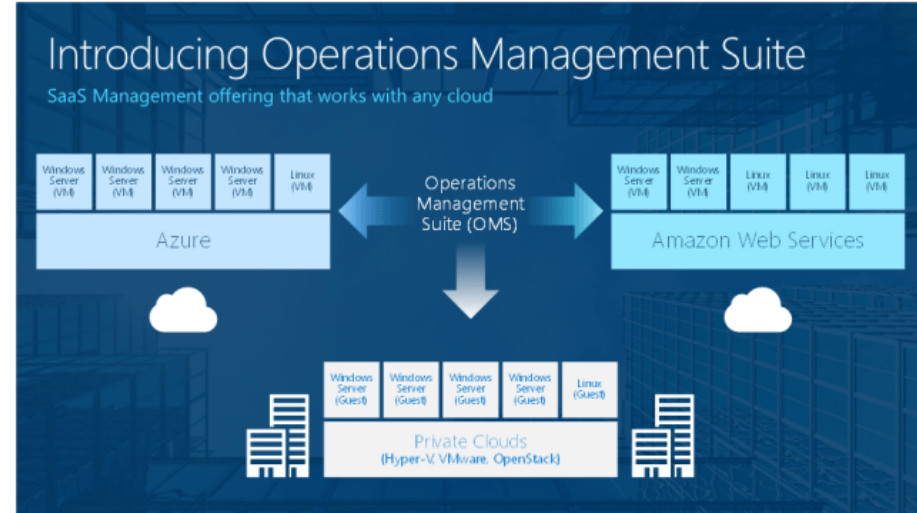 Introducing Operations Management Suite
SaaS Management offering that works with any cloud
Windows
Server
(VM)
Windows
Server
(VM)
Windows
Server
(VM)
Windows
Server
(VM)
Linux
(VM)
Azure
Operations
Management
Suite (OMS)
Windows
Server
(VM)
Windows
Server
(VM)
Linux
(VM)
Linux
(VM)
Linux
(VM)
Amazon Web Services
Windows
Server
(Guest)
Windows
Server
(Guest)
Windows
Server
(Guest)
Windows
Server
(Guest)
Linux
(Guest)
Private Clouds
(Hyper-V, VMware, OpenStack)